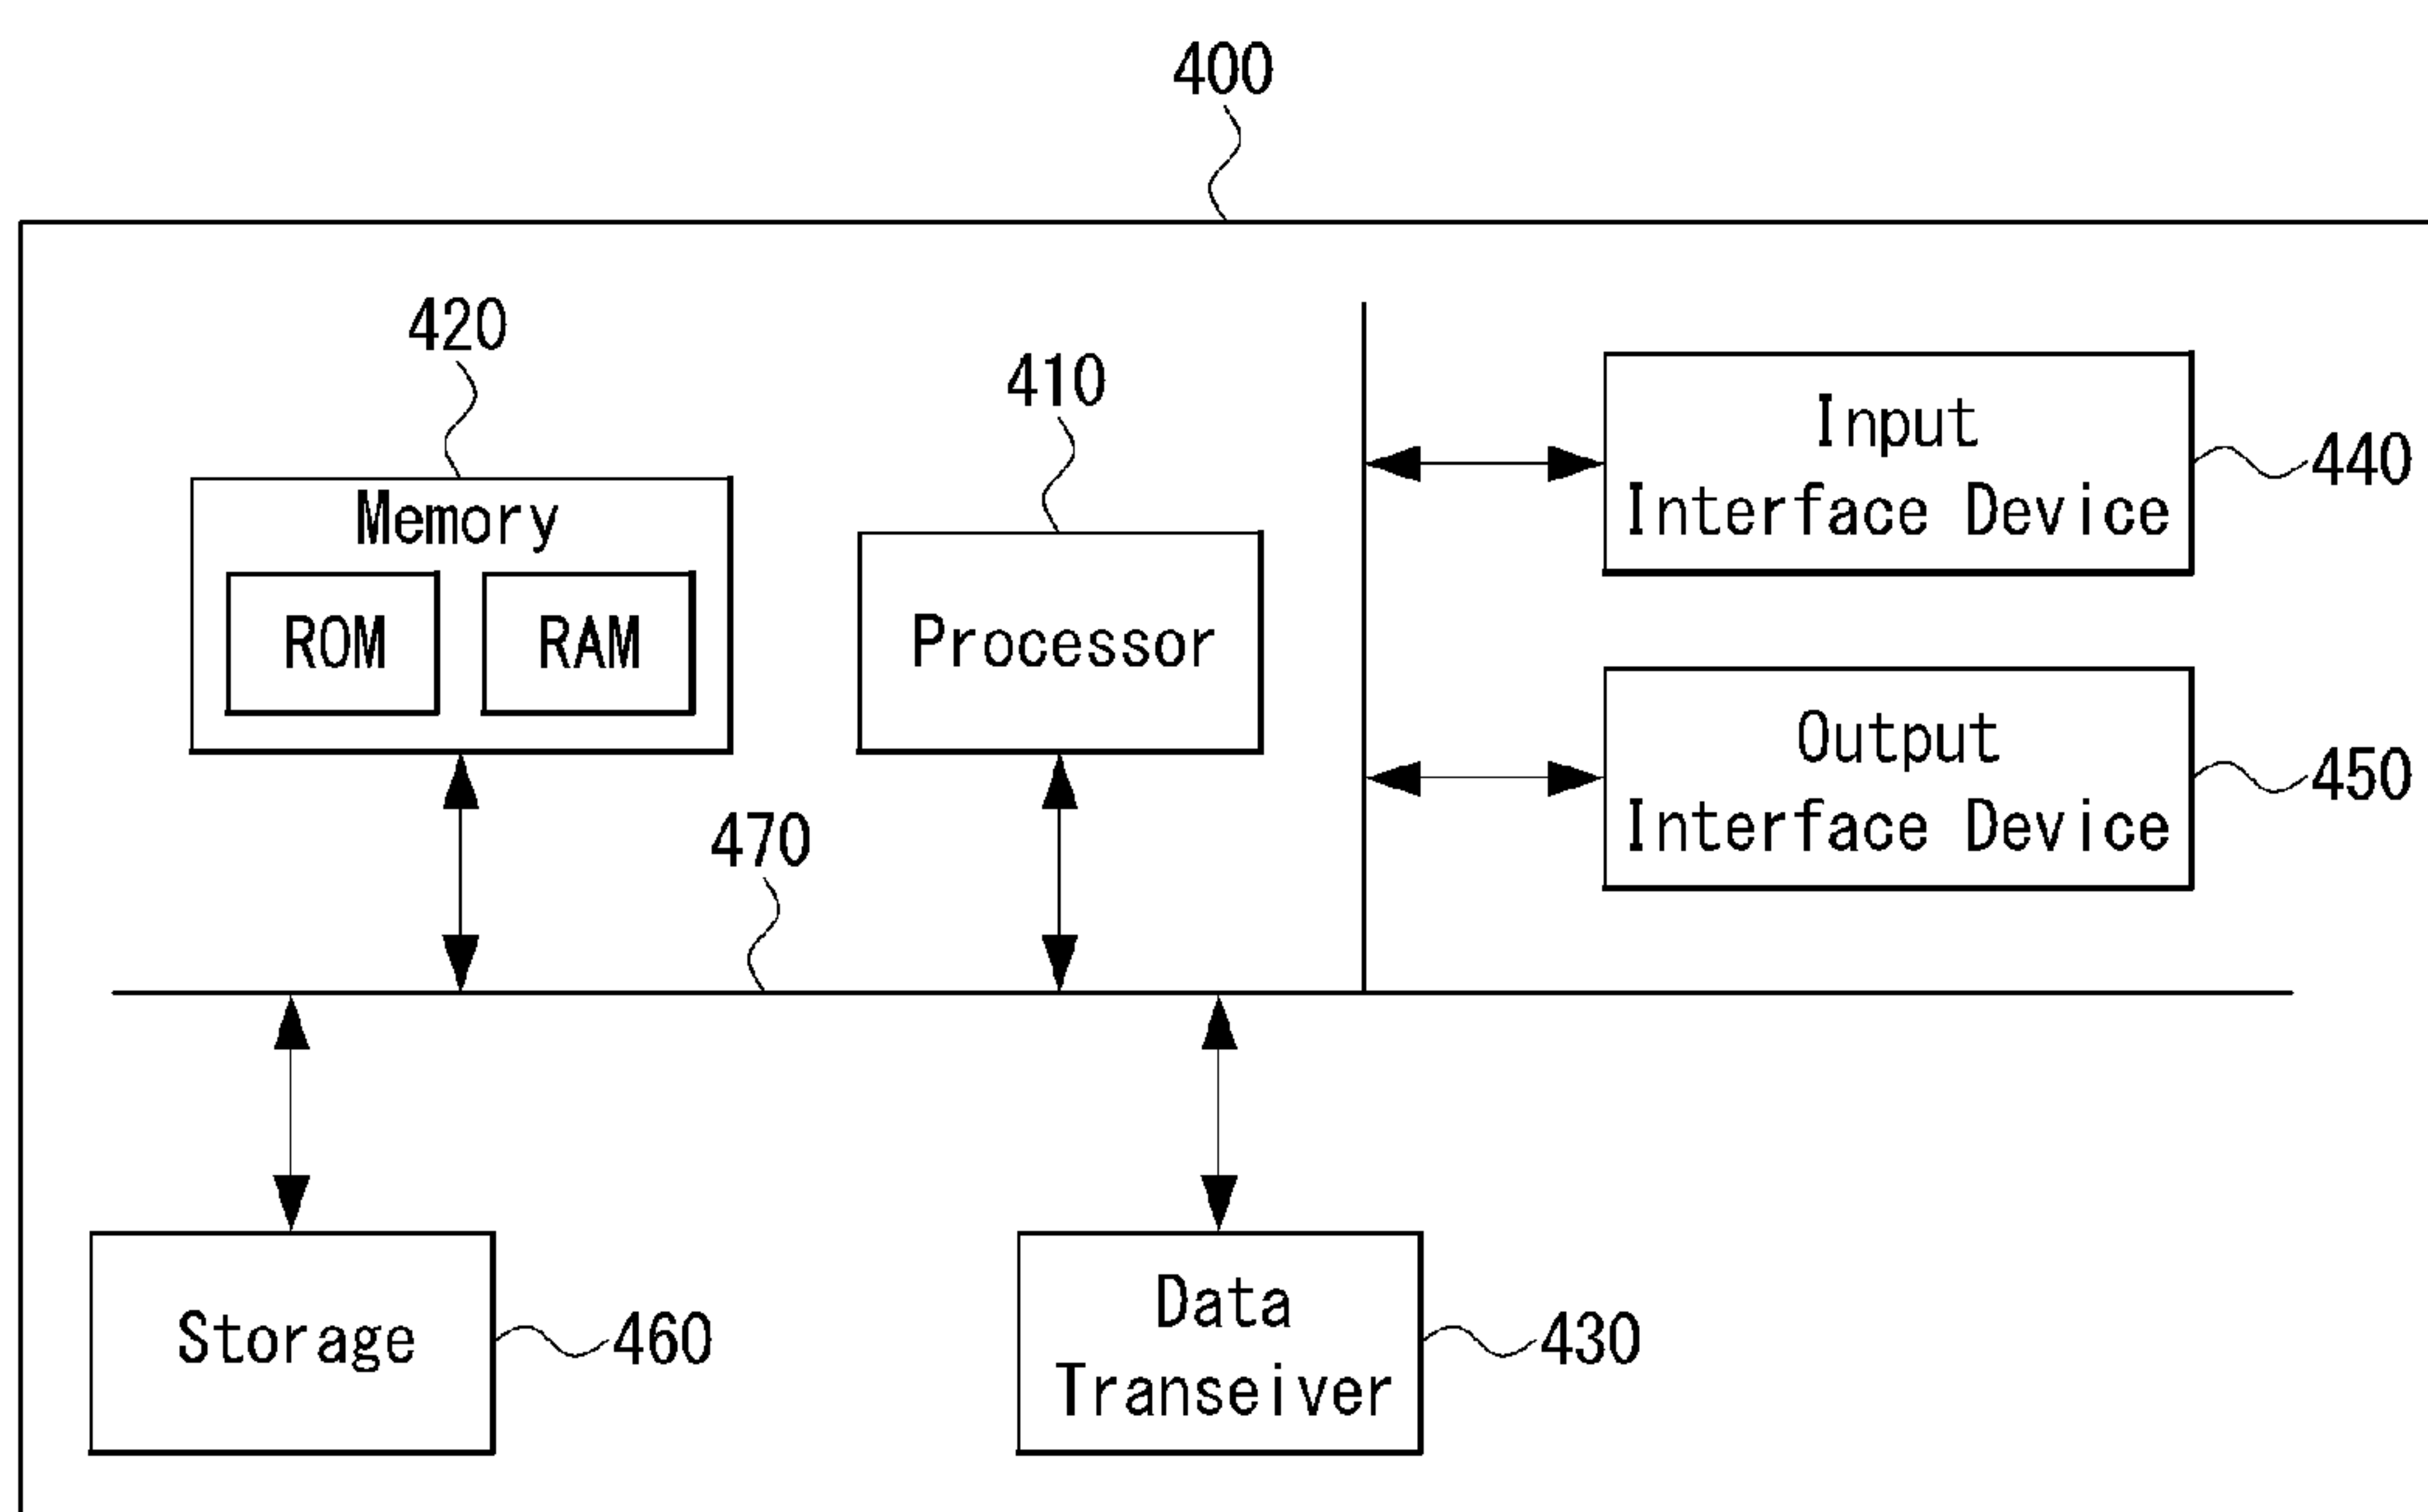 400
420
410
Memory
ROM
RAM
Processor
Input
Interface Device
440
Output
Interface Device
450
470
Storage
460
Data
Transeiver
430